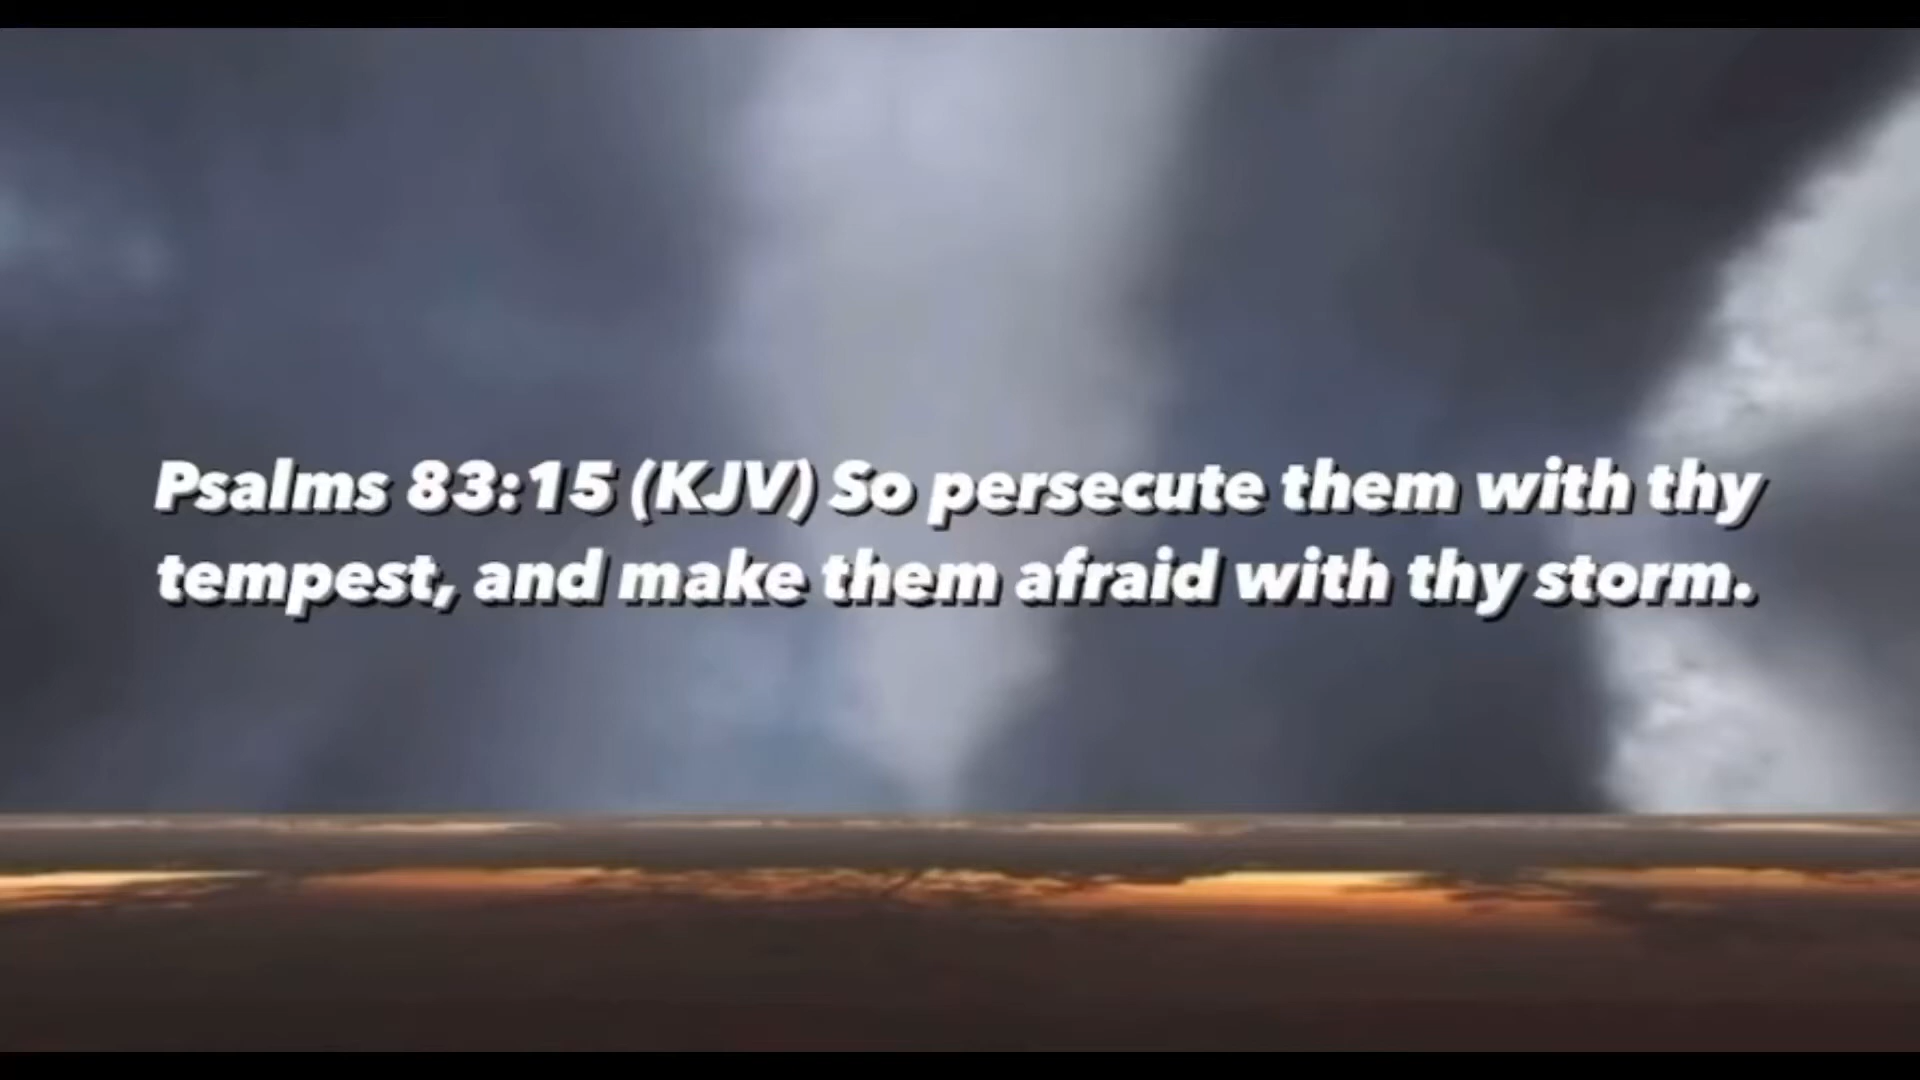 Psalms 83:15 (KJV) So persecute them with thy
tempest, and make them afraid with thy storm.